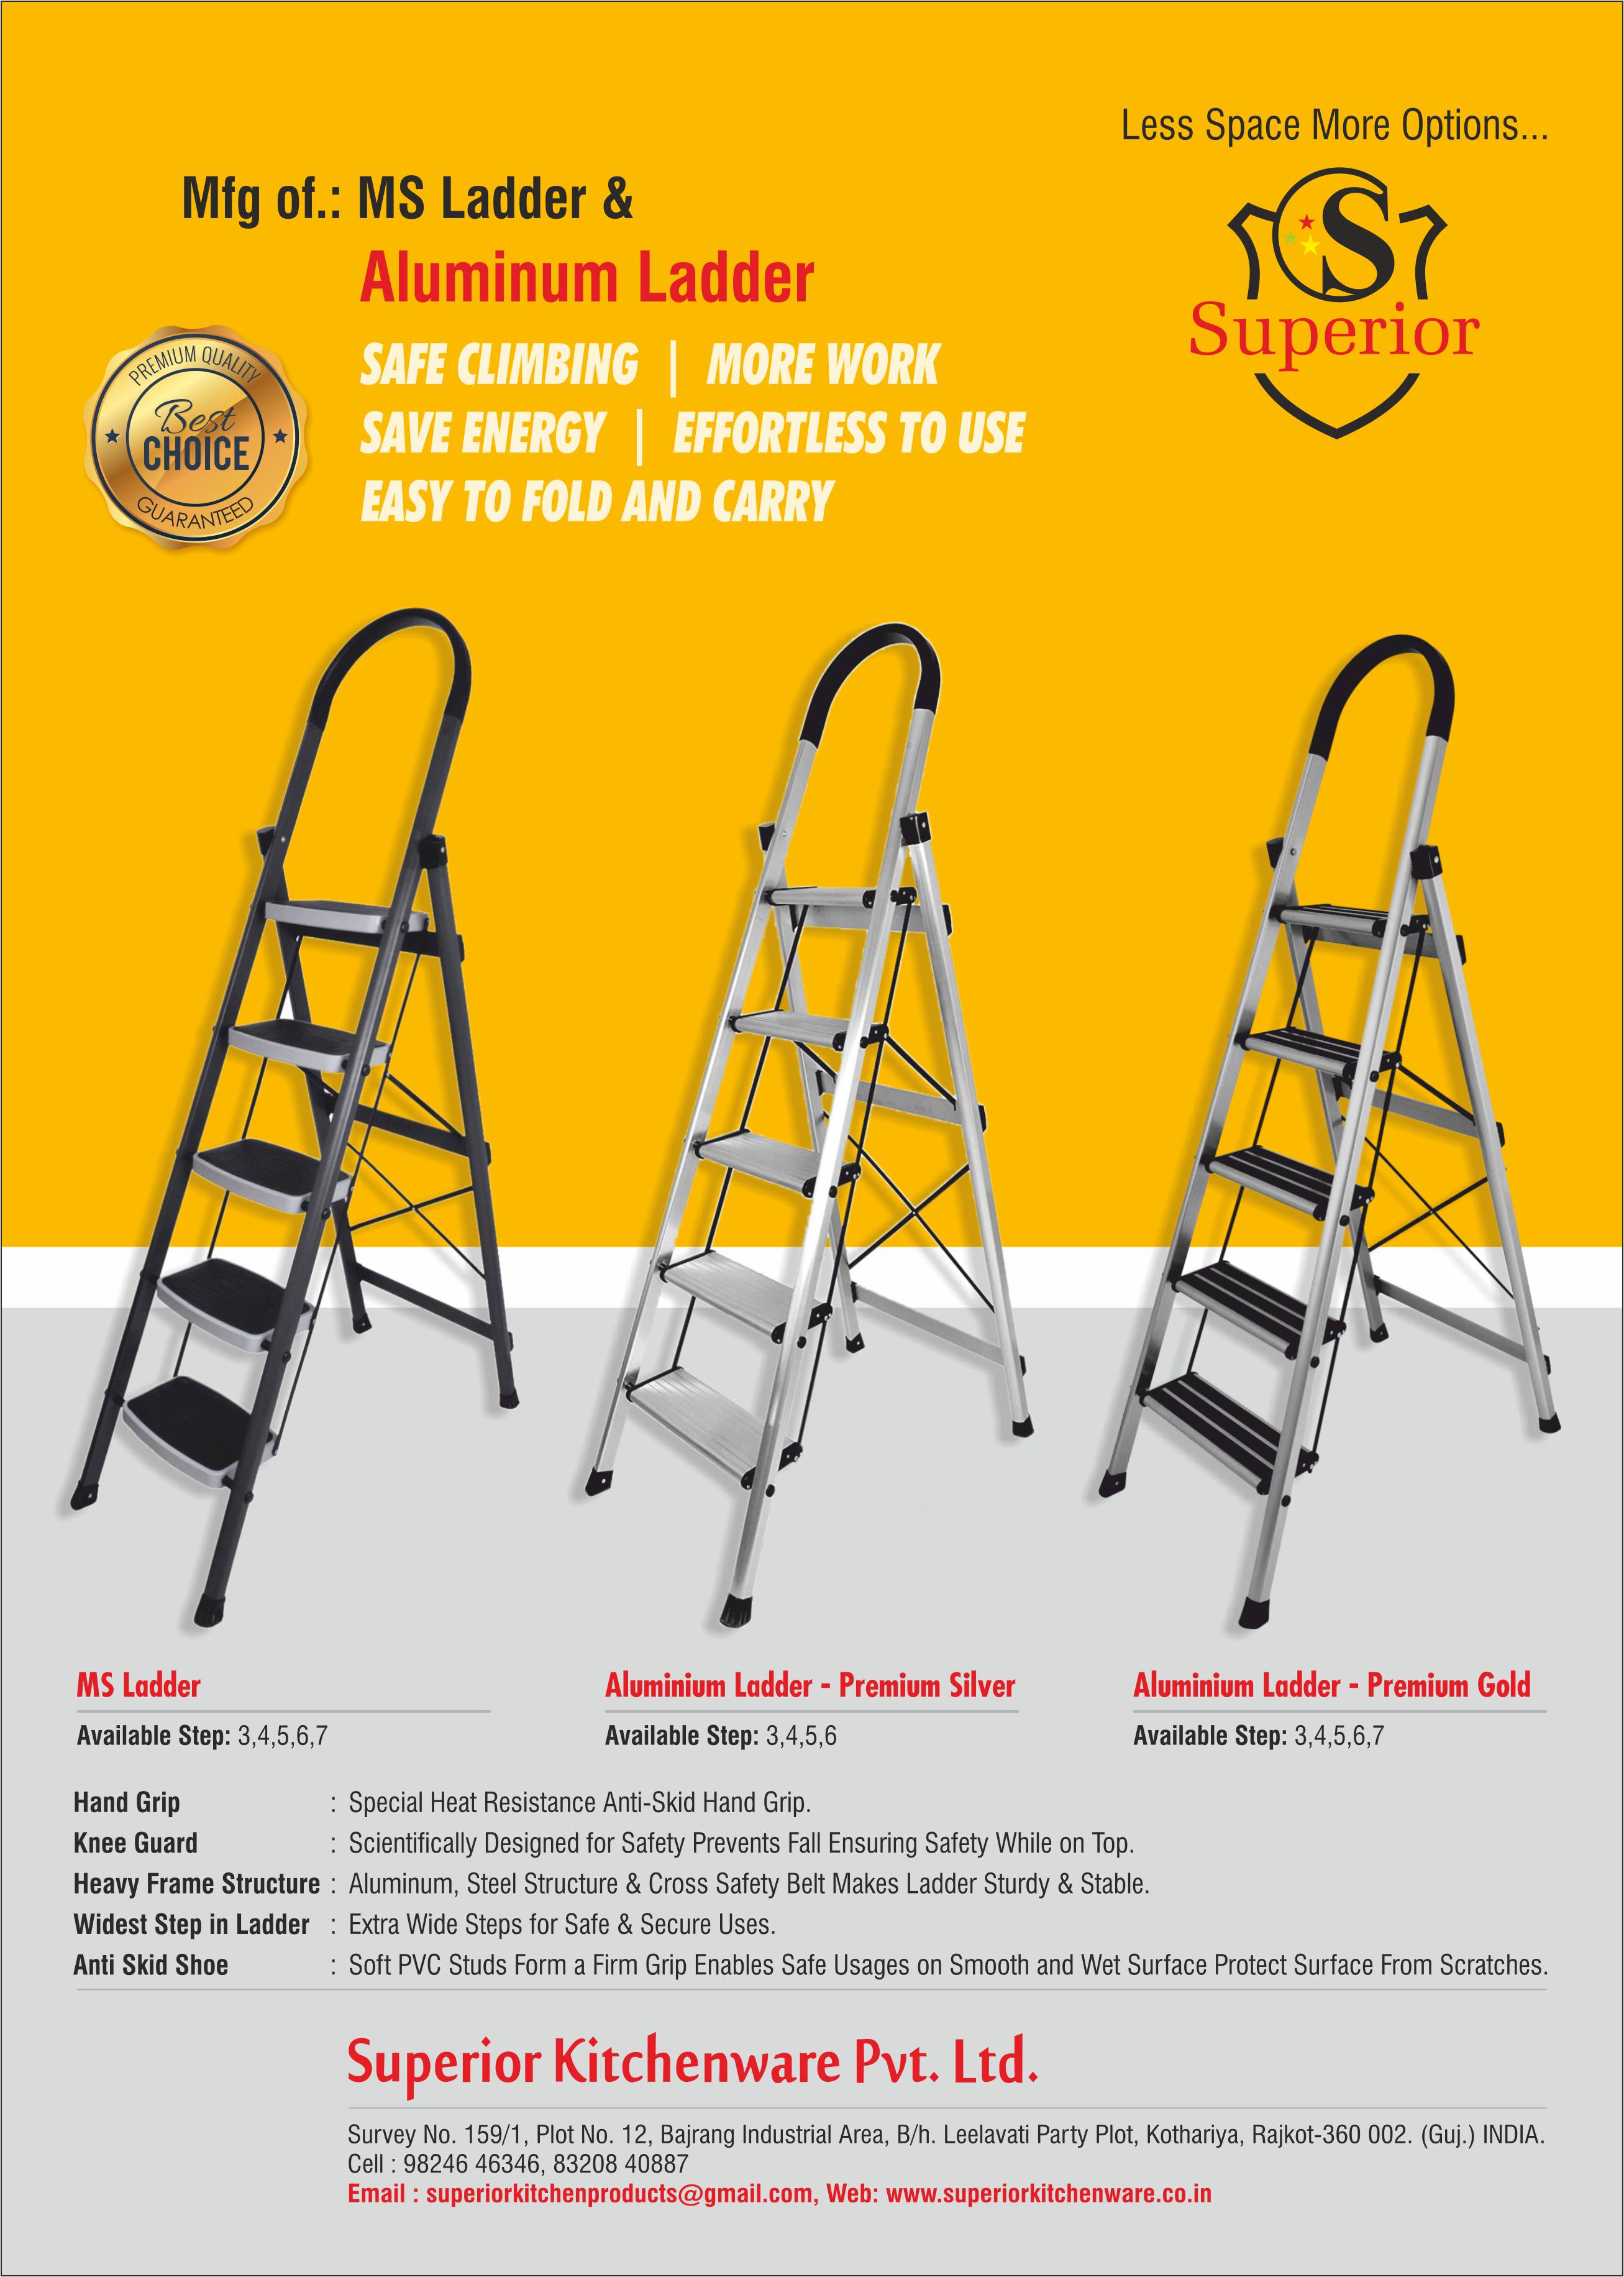 Less Space More Options...
Mfg of.: MS Ladder &
Aluminum Ladder
S
Superior
SAFE CLIMBING | MORE WORK
SAVE ENERGY | EFFORTLESS TO USE
EASY TO FOLD AND CARRY
PREMIUM QUALITY
Best
CHOICE
GUARANTEED
MS Ladder
Available Step: 3,4,5,6,7
Aluminium Ladder - Premium Silver
Available Step: 3,4,5,6
Aluminium Ladder - Premium Gold
Available Step: 3,4,5,6,7
Hand Grip : Special Heat Resistance Anti-Skid Hand Grip.
Knee Guard : Scientifically Designed for Safety Prevents Fall Ensuring Safety While on Top.
Heavy Frame Structure : Aluminum, Steel Structure & Cross Safety Belt Makes Ladder Sturdy & Stable.
Widest Step in Ladder : Extra Wide Steps for Safe & Secure Uses.
Anti Skid Shoe : Soft PVC Studs Form a Firm Grip Enables Safe Usages on Smooth and Wet Surface Protect Surface From Scratches.
Superior Kitchenware Pvt. Ltd.
Survey No. 159/1, Plot No. 12, Bajrang Industrial Area, B/h. Leelavati Party Plot, Kothariya, Rajkot-360 002. (Guj.) INDIA.
Cell : 98246 46346, 83208 40887
Email : superiorkitchenproducts@gmail.com, Web: www.superiorkitchenware.co.in